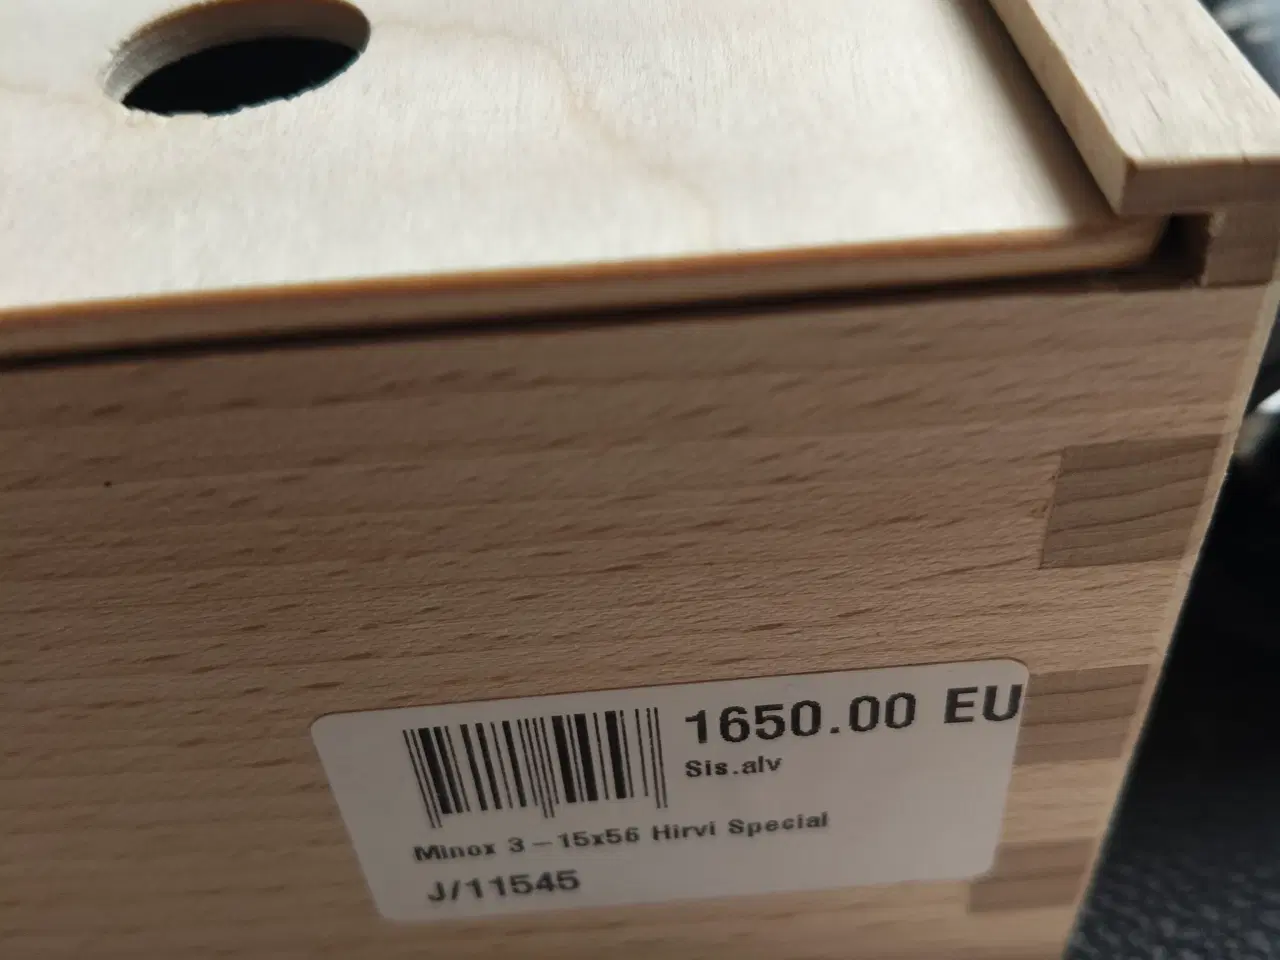 1650.00 EU
Sis.alv
Minox 3-15x56 Hirvi Special
J/11545